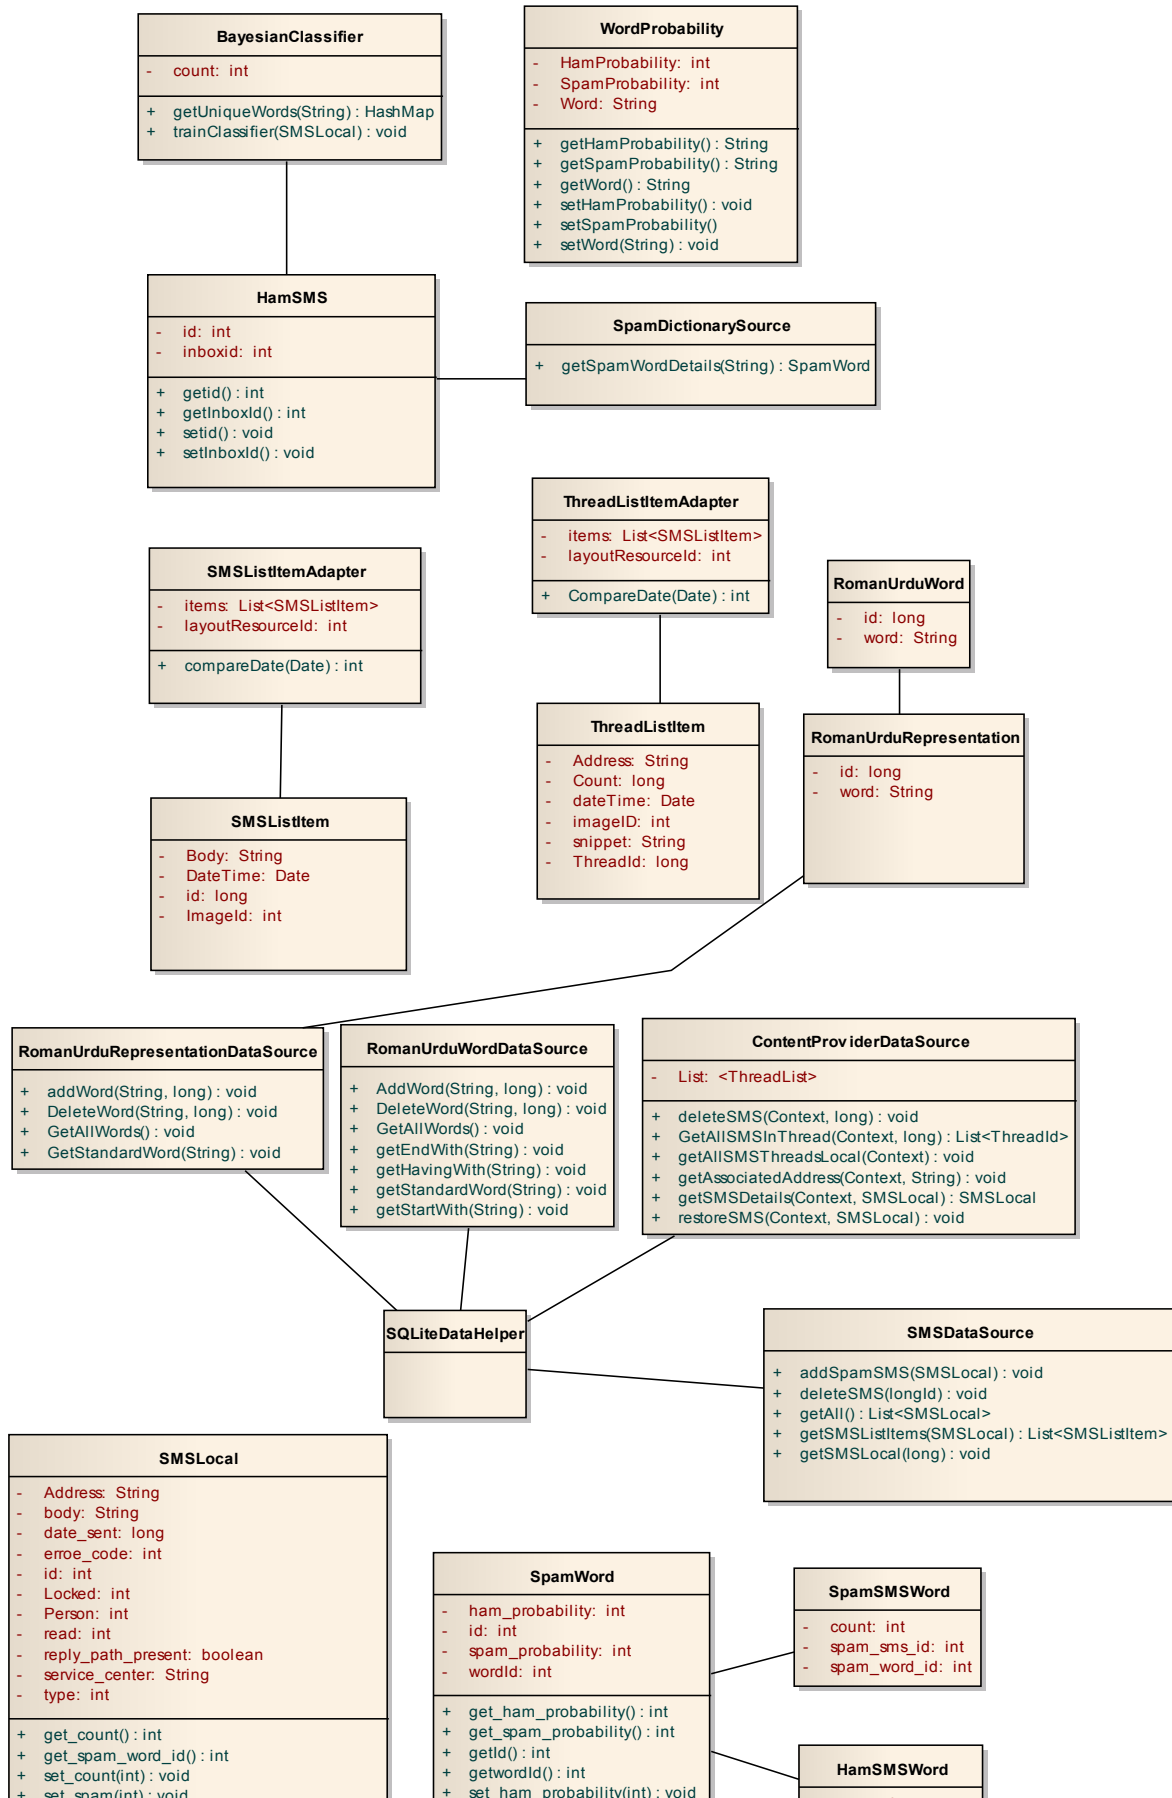 BayesianClassifier
- count: int
+ getUniqueWords(String) : HashMap
+ trainClassifier(SMSLocal) : void
WordProbability
- HamProbability: int
- SpamProbability: int
- Word: String
+ getHamProbability() : String
+ getSpamProbability() : String
+ getWord() : String
+ setHamProbability() : void
+ setSpamProbability()
+ setWord(String) : void
HamSMS
- id: int
- inboxid: int
+ getid() : int
+ getInboxId() : int
+ setid() : void
+ setInboxId() : void
SpamDictionarySource
+ getSpamWordDetails(String) : SpamWord
ThreadListItemAdapter
- items: List<SMSListItem>
- layoutResourceId: int
+ CompareDate(Date) : int
SMSListItemAdapter
- items: List<SMSListItem>
- layoutResourceId: int
+ compareDate(Date) : int
RomanUrduWord
- id: long
- word: String
ThreadListItem
- Address: String
- Count: long
- dateTime: Date
- imageID: int
- snippet: String
- ThreadId: long
RomanUrduRepresentation
- id: long
- word: String
SMSListItem
- Body: String
- DateTime: Date
- id: long
- ImageId: int
RomanUrduRepresentationDataSource
+ addWord(String, long) : void
+ DeleteWord(String, long) : void
+ GetAllWords() : void
+ GetStandardWord(String) : void
RomanUrduWordDataSource
+ AddWord(String, long) : void
+ DeleteWord(String, long) : void
+ GetAllWords() : void
+ getEndWith(String) : void
+ getHavingWith(String) : void
+ getStandardWord(String) : void
+ getStartWith(String) : void
ContentProviderDataSource
- List: <ThreadList>
+ deleteSMS(Context, long) : void
+ GetAllSMSInThread(Context, long) : List<ThreadId>
+ getAllSMSThreadsLocal(Context) : void
+ getAssociatedAddress(Context, String) : void
+ getSMSDetails(Context, SMSLocal) : SMSLocal
+ restoreSMS(Context, SMSLocal) : void
SQLiteDataHelper
SMSDataSource
+ addSpamSMS(SMSLocal) : void
+ deleteSMS(longId) : void
+ getAll() : List<SMSLocal>
+ getSMSListItems(SMSLocal) : List<SMSListItem>
+ getSMSLocal(long) : void
SMSLocal
- Address: String
- body: String
- date_sent: long
- erroe_code: int
- id: int
- Locked: int
- Person: int
- read: int
- reply_path_present: boolean
- service_center: String
- type: int
+ get_count() : int
+ get_spam_word_id() : int
+ set_count(int) : void
+ set_spam(int) : void
SpamWord
- ham_probability: int
- id: int
- spam_probability: int
- wordId: int
+ get_ham_probability() : int
+ get_spam_probability() : int
+ getId() : int
+ getwordId() : int
+ set_ham_probability(int) : void
SpamSMSWord
- count: int
- spam_sms_id: int
- spam_word_id: int
HamSMSWord